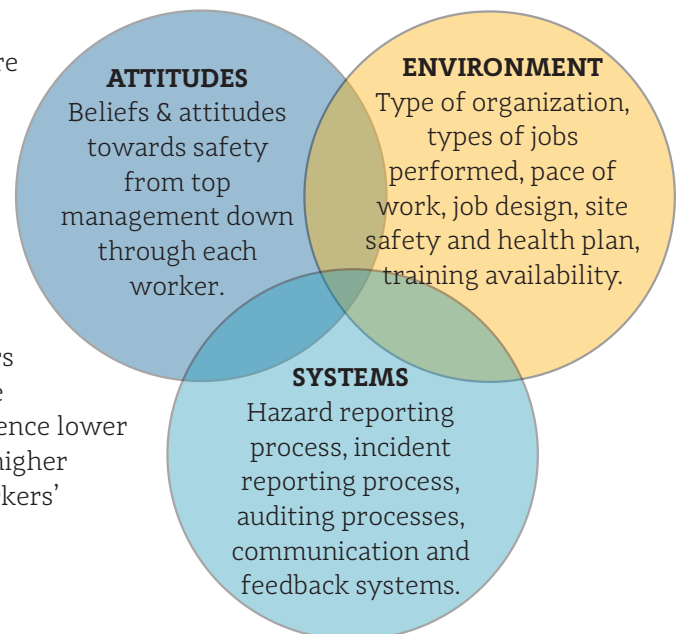 re
ATTITUDES
Beliefs & attitudes
towards safety
from top
management down
through each
worker.
ENVIRONMENT
Type of organization,
types of jobs
performed, pace of
work, job design, site
safety and health plan,
training availability.
rs
e
ence lower
higher
kers’
SYSTEMS
Hazard reporting
process, incident
reporting process,
auditing processes,
communication and
feedback systems.